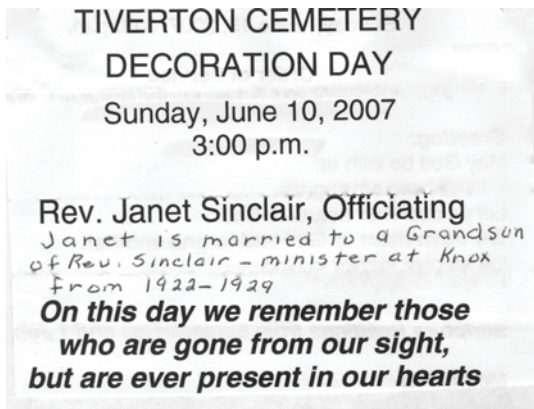 TIVERTON CEMETERY
DECORATION DAY
Sunday, June 10, 2007
3:00 p.m.
Rev. Janet Sinclair, Officiating
Janet is married to a Grandson
of Rev. Sinclair - minister at Knox
from 1922-1929
On this day we remember those
who are gone from our sight,
but are ever present in our hearts